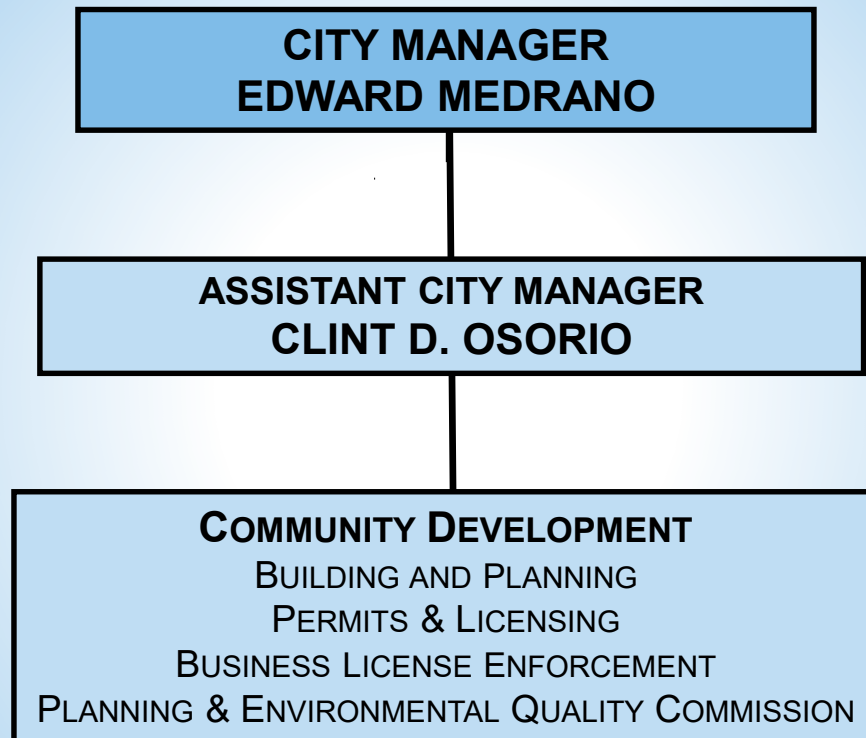 CITY MANAGER
EDWARD MEDRANO
ASSISTANT CITY MANAGER
CLINT D. OSORIO
COMMUNITY DEVELOPMENT
BUILDING AND PLANNING
PERMITS & LICENSING
BUSINESS LICENSE ENFORCEMENT
PLANNING & ENVIRONMENTAL QUALITY COMMISSION